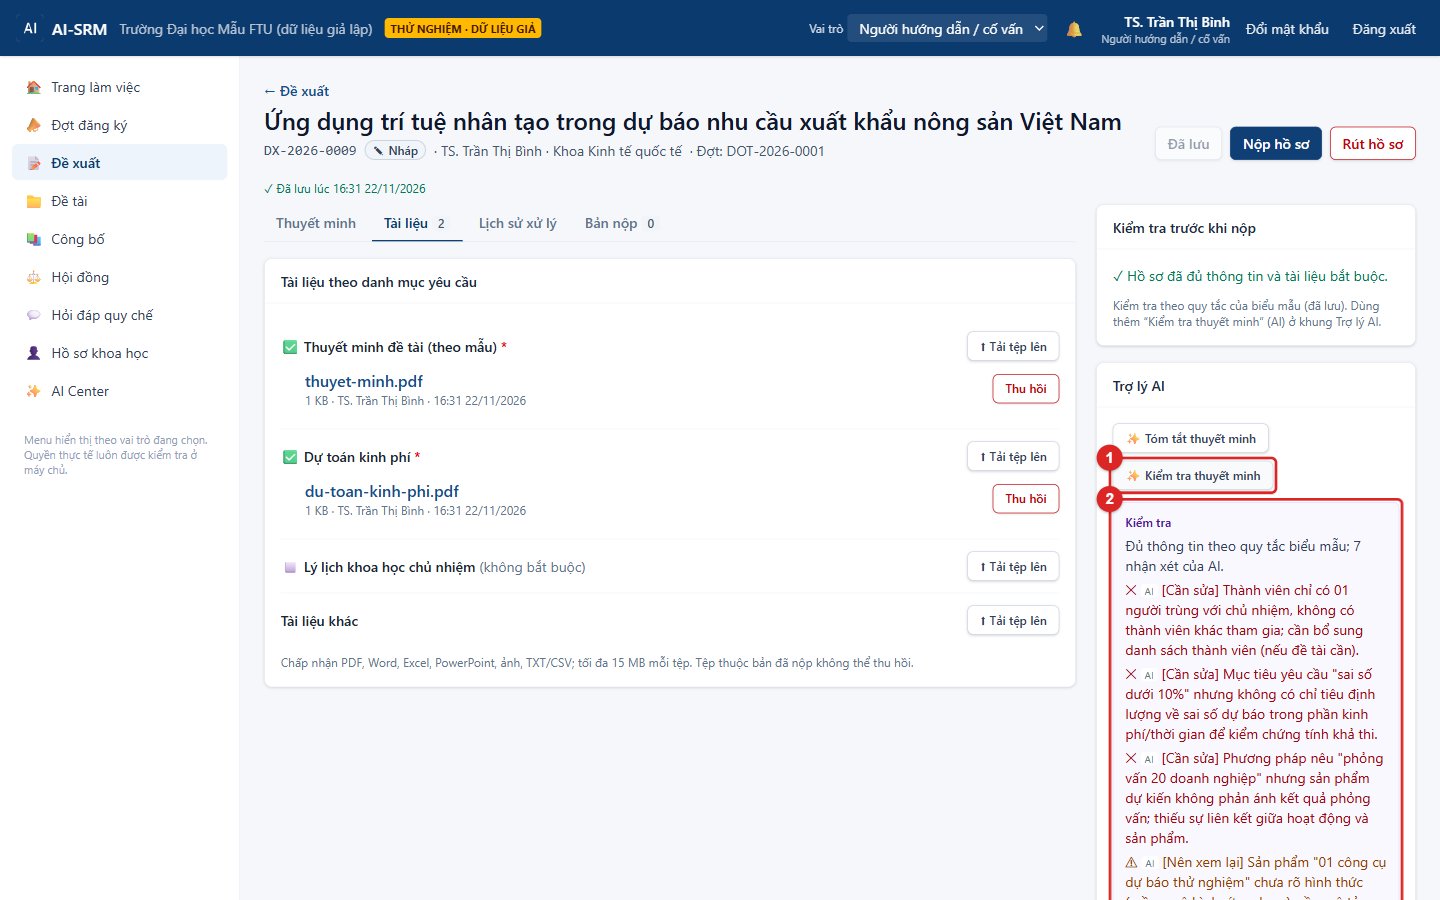 AI AI-SRM Trường Đại học Mẫu FTU (dữ liệu giả lập) THỬ NGHIỆM · DỮ LIỆU GIẢ
Vai trò Người hướng dẫn / cố vấn
TS. Trần Thị Bình
Người hướng dẫn / cố vấn
Đổi mật khẩu
Đăng xuất
Trang làm việc
Đợt đăng ký
Đề xuất
Đề tài
Công bố
Hội đồng
Hỏi đáp quy chế
Hồ sơ khoa học
AI Center
Menu hiển thị theo vai trò đang chọn.
Quyền thực tế luôn được kiểm tra ở
máy chủ.
← Đề xuất
Ứng dụng trí tuệ nhân tạo trong dự báo nhu cầu xuất khẩu nông sản Việt Nam
DX-2026-0009 Nháp · TS. Trần Thị Bình · Khoa Kinh tế quốc tế · Đợt: DOT-2026-0001
Đã lưu
Nộp hồ sơ
Rút hồ sơ
✓ Đã lưu lúc 16:31 22/11/2026
Thuyết minh
Tài liệu 2
Lịch sử xử lý
Bản nộp 0
Tài liệu theo danh mục yêu cầu
Thuyết minh đề tài (theo mẫu) *
⭱ Tải tệp lên
thuyet-minh.pdf
1 KB · TS. Trần Thị Bình · 16:31 22/11/2026
Thu hồi
Dự toán kinh phí *
⭱ Tải tệp lên
du-toan-kinh-phi.pdf
1 KB · TS. Trần Thị Bình · 16:31 22/11/2026
Thu hồi
Lý lịch khoa học chủ nhiệm (không bắt buộc)
⭱ Tải tệp lên
Tài liệu khác
⭱ Tải tệp lên
Chấp nhận PDF, Word, Excel, PowerPoint, ảnh, TXT/CSV; tối đa 15 MB mỗi tệp. Tệp thuộc bản đã nộp không thể thu hồi.
Kiểm tra trước khi nộp
✓ Hồ sơ đã đủ thông tin và tài liệu bắt buộc.
Kiểm tra theo quy tắc của biểu mẫu (đã lưu). Dùng
thêm “Kiểm tra thuyết minh” (AI) ở khung Trợ lý AI.
Trợ lý AI
Tóm tắt thuyết minh
1
Kiểm tra thuyết minh
2
Kiểm tra
Đủ thông tin theo quy tắc biểu mẫu; 7
nhận xét của AI.
✕ AI [Cần sửa] Thành viên chỉ có 01
người trùng với chủ nhiệm, không có
thành viên khác tham gia; cần bổ sung
danh sách thành viên (nếu đề tài cần).
✕ AI [Cần sửa] Mục tiêu yêu cầu "sai số
dưới 10%" nhưng không có chỉ tiêu định
lượng về sai số dự báo trong phần kinh
phí/thời gian để kiểm chứng tính khả thi.
✕ AI [Cần sửa] Phương pháp nêu "phỏng
vấn 20 doanh nghiệp" nhưng sản phẩm
dự kiến không phản ánh kết quả phỏng
vấn; thiếu sự liên kết giữa hoạt động và
sản phẩm.
⚠ AI [Nên xem lại] Sản phẩm "01 công cụ
dự báo thử nghiệm" chưa rõ hình thức